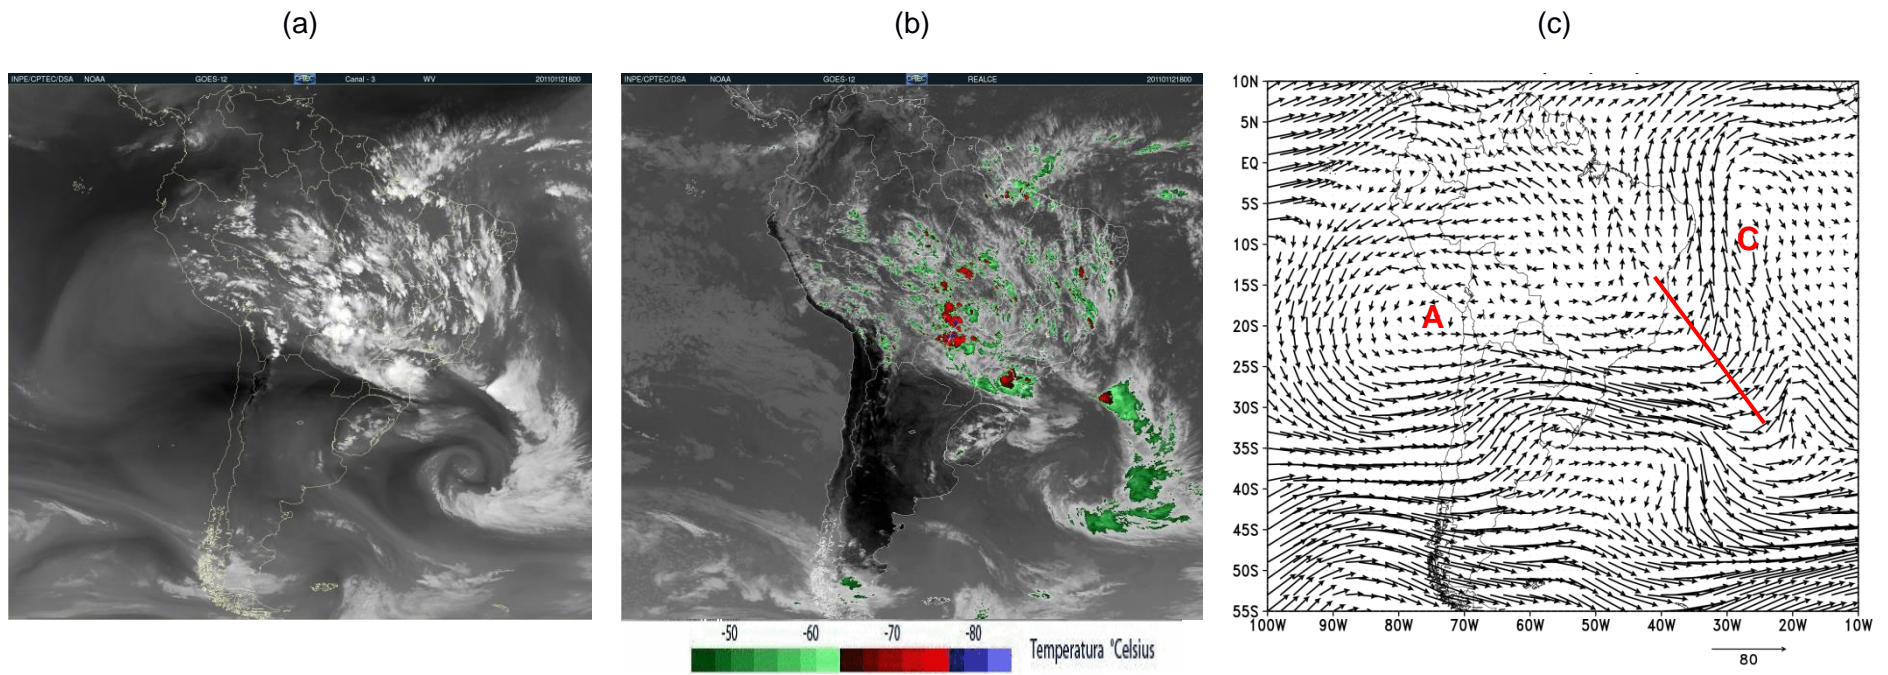 (a) (b) (c)
INPE/CPTEC/DSA NOAA GOES-12 CPTEC Canal - 3 WV 201101121800
INPE/CPTEC/DSA NOAA GOES-12 CPTEC REALCE 201101121800
10N
5N
EQ
5S
10S
15S
20S
25S
30S
35S
40S
45S
50S
55S
C
A
100W 90W 80W 70W 60W 50W 40W 30W 20W 10W
80
-50 -60 -70 -80
Temperatura °Celsius